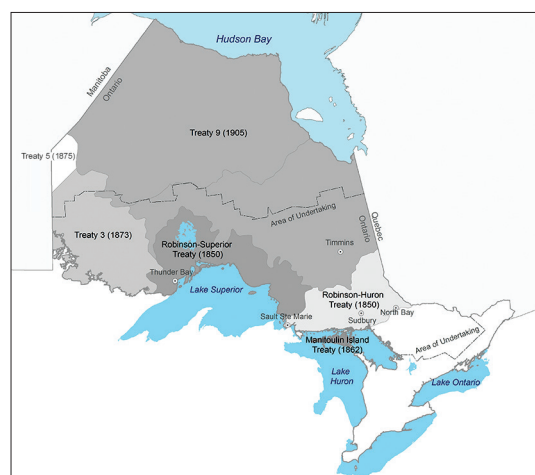 Hudson Bay
Manitoba
Ontario
Treaty 9 (1905)
Treaty 5 (1875)
Area of Undertaking
Quebec
Ontario
Treaty 3 (1873)
Robinson-Superior
Treaty (1850)
Timmins
Thunder Bay
Lake Superior
Robinson-Huron
Treaty (1850)
North Bay
Sudbury
Sault Ste Marie
Area of Undertaking
Manitoulin Island
Treaty (1862)
Lake
Huron
Lake Ontario